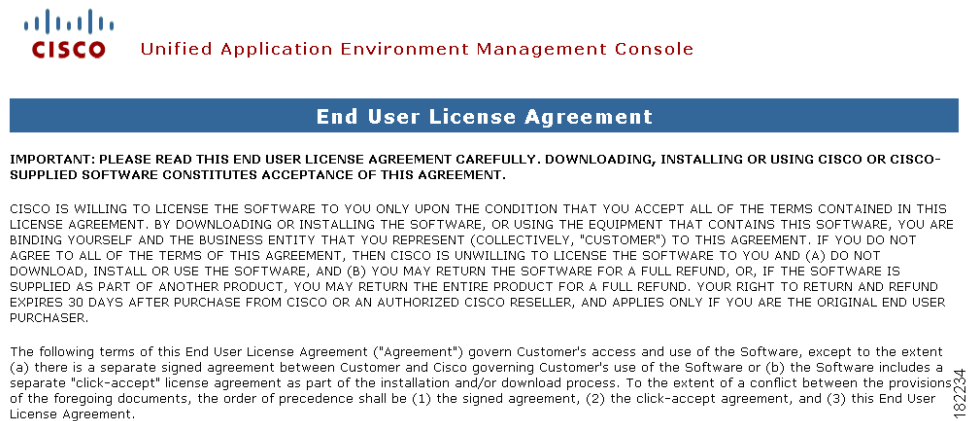 CISCO
Unified Application Environment Management Console
End User License Agreement
IMPORTANT: PLEASE READ THIS END USER LICENSE AGREEMENT CAREFULLY. DOWNLOADING, INSTALLING OR USING CISCO OR CISCO-
SUPPLIED SOFTWARE CONSTITUTES ACCEPTANCE OF THIS AGREEMENT.
CISCO IS WILLING TO LICENSE THE SOFTWARE TO YOU ONLY UPON THE CONDITION THAT YOU ACCEPT ALL OF THE TERMS CONTAINED IN THIS
LICENSE AGREEMENT. BY DOWNLOADING OR INSTALLING THE SOFTWARE, OR USING THE EQUIPMENT THAT CONTAINS THIS SOFTWARE, YOU ARE
BINDING YOURSELF AND THE BUSINESS ENTITY THAT YOU REPRESENT (COLLECTIVELY, "CUSTOMER") TO THIS AGREEMENT. IF YOU DO NOT
AGREE TO ALL OF THE TERMS OF THIS AGREEMENT, THEN CISCO IS UNWILLING TO LICENSE THE SOFTWARE TO YOU AND (A) DO NOT
DOWNLOAD, INSTALL OR USE THE SOFTWARE, AND (B) YOU MAY RETURN THE SOFTWARE FOR A FULL REFUND, OR, IF THE SOFTWARE IS
SUPPLIED AS PART OF ANOTHER PRODUCT, YOU MAY RETURN THE ENTIRE PRODUCT FOR A FULL REFUND. YOUR RIGHT TO RETURN AND REFUND
EXPIRES 30 DAYS AFTER PURCHASE FROM CISCO OR AN AUTHORIZED CISCO RESELLER, AND APPLIES ONLY IF YOU ARE THE ORIGINAL END USER
PURCHASER.
The following terms of this End User License Agreement ("Agreement") govern Customer's access and use of the Software, except to the extent
(a) there is a separate signed agreement between Customer and Cisco governing Customer's use of the Software or (b) the Software includes a
separate "click-accept" license agreement as part of the installation and/or download process. To the extent of a conflict between the provisions
of the foregoing documents, the order of precedence shall be (1) the signed agreement, (2) the click-accept agreement, and (3) this End User
License Agreement.
182234